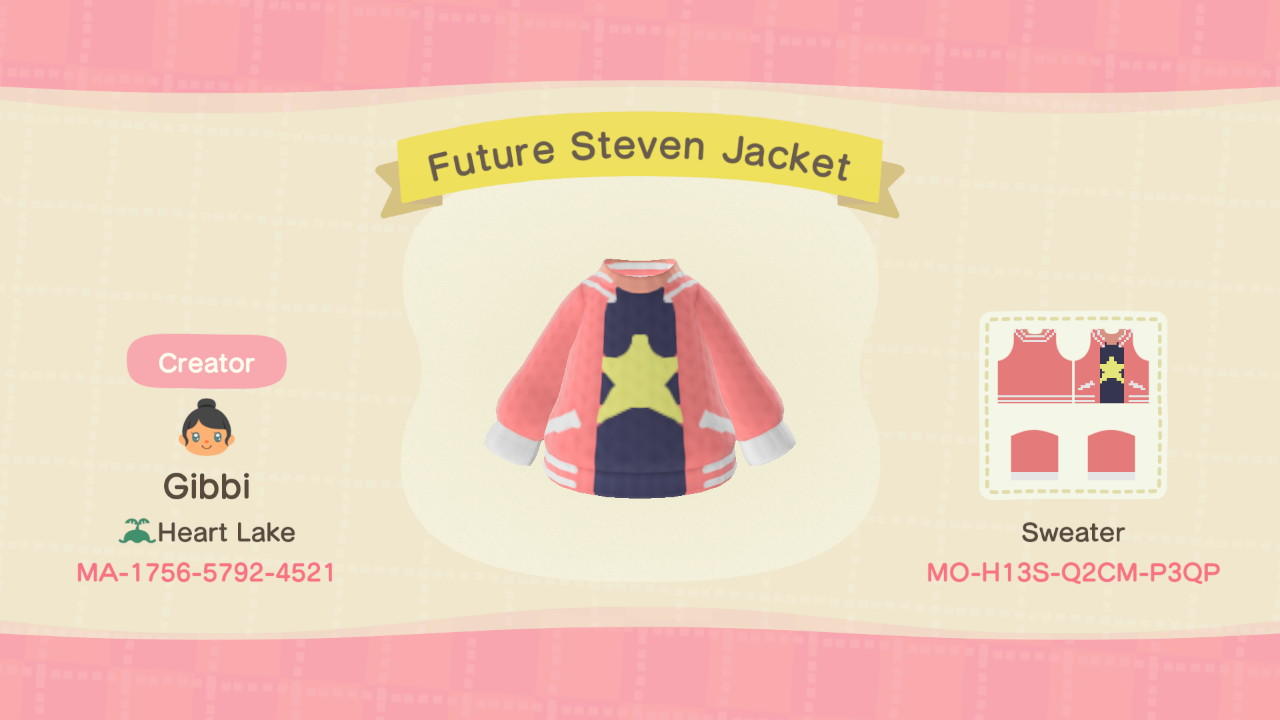 Future Steven Jacket
Creator
Gibbi
Heart Lake
MA-1756-5792-4521
Sweater
MO-H13S-Q2CM-P3QP